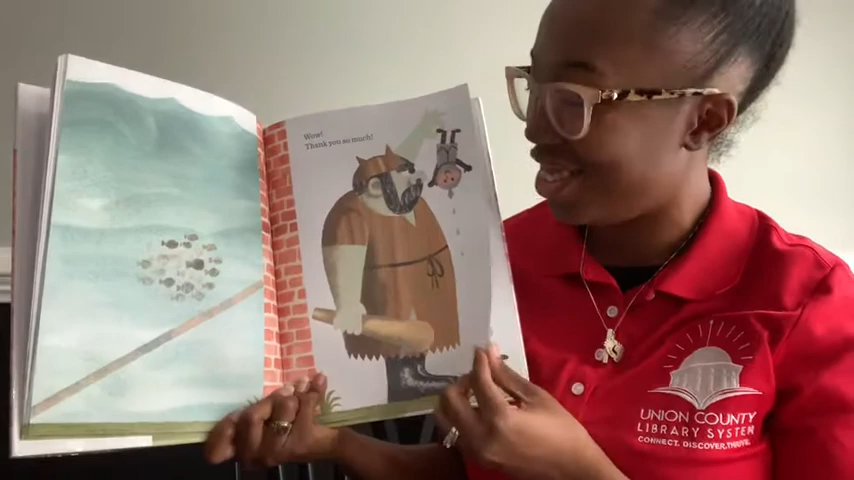 Wow!
Thank you so much!
UNION COUNTY
LIBRARY SYSTEM
CONNECT. DISCOVER. THRIVE.